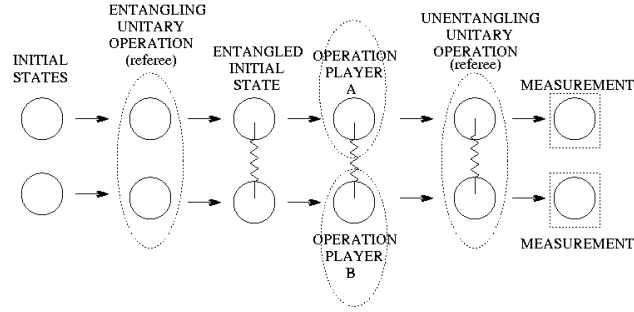 INITIAL
STATES
ENTANGLING
UNITARY
OPERATION
(referee)
ENTANGLED
INITIAL
STATE
OPERATION
PLAYER
A
OPERATION
PLAYER
B
UNENTANGLING
UNITARY
OPERATION
(referee)
MEASUREMENT
MEASUREMENT